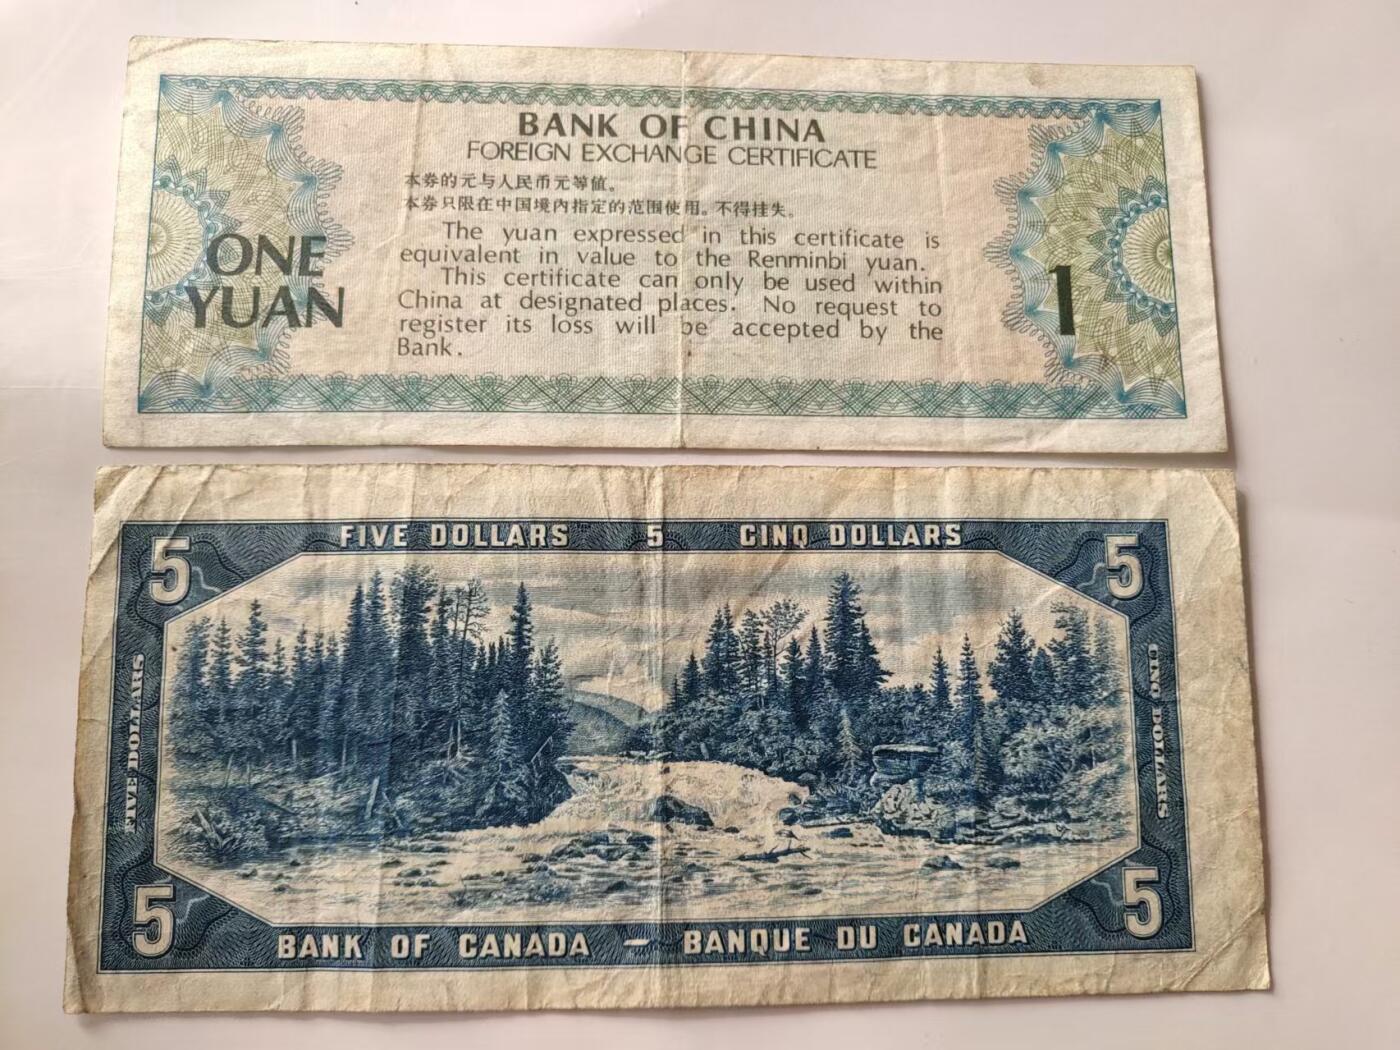 BANK OF CHINA
FOREIGN EXCHANGE CERTIFICATE
本券的元与人民币元等值。
本券只限在中国境内指定的范围使用。不得挂失。
The yuan expressed in this certificate is
equivalent in value to the Renminbi yuan.
This certificate can only be used within
China at designated places. No request to
register its loss will be accepted by the
Bank.
ONE
YUAN
1
FIVE DOLLARS 5 CINQ DOLLARS
5
5
FIVE DOLLARS
CINQ DOLLARS
5
5
BANK OF CANADA – BANQUE DU CANADA